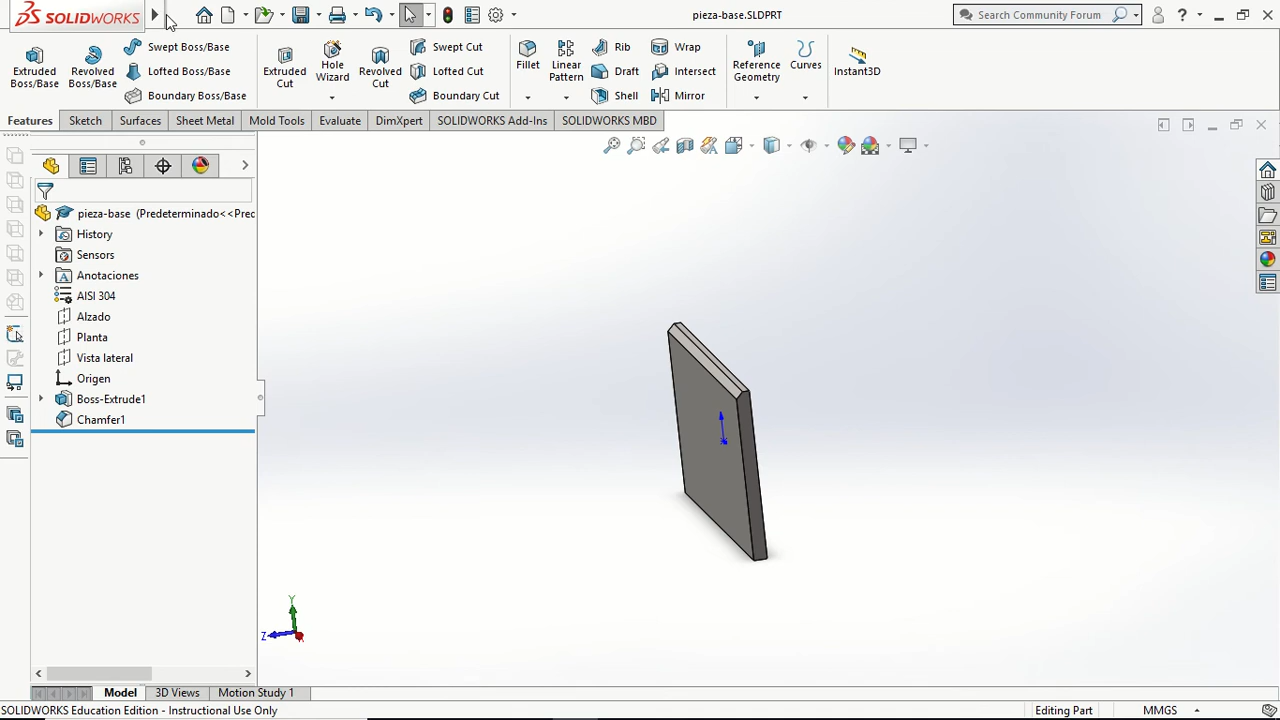 SOLIDWORKS
pieza-base.SLDPRT
Search Community Forum
Extruded Boss/Base
Revolved Boss/Base
Swept Boss/Base
Lofted Boss/Base
Boundary Boss/Base
Extruded Cut
Hole Wizard
Revolved Cut
Swept Cut
Lofted Cut
Boundary Cut
Fillet
Linear Pattern
Rib
Draft
Shell
Wrap
Intersect
Mirror
Reference Geometry
Curves
Instant3D
Features
Sketch
Surfaces
Sheet Metal
Mold Tools
Evaluate
DimXpert
SOLIDWORKS Add-Ins
SOLIDWORKS MBD
pieza-base (Predeterminado<<Prec
History
Sensors
Anotaciones
AISI 304
Alzado
Planta
Vista lateral
Origen
Boss-Extrude1
Chamfer1
Y
Z
X
Model
3D Views
Motion Study 1
SOLIDWORKS Education Edition - Instructional Use Only
Editing Part
MMGS